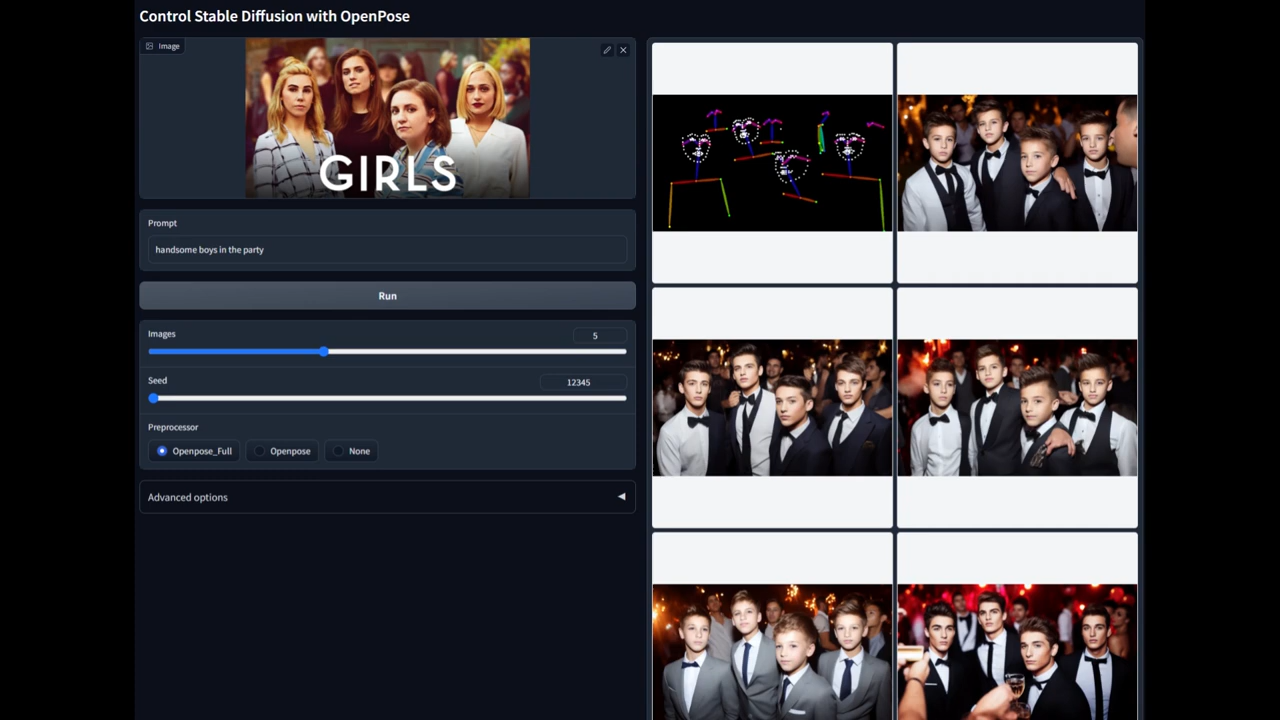 Control Stable Diffusion with OpenPose
Image
GIRLS
Prompt
handsome boys in the party
Run
Images
5
Seed
12345
Preprocessor
Openpose_Full
Openpose
None
Advanced options